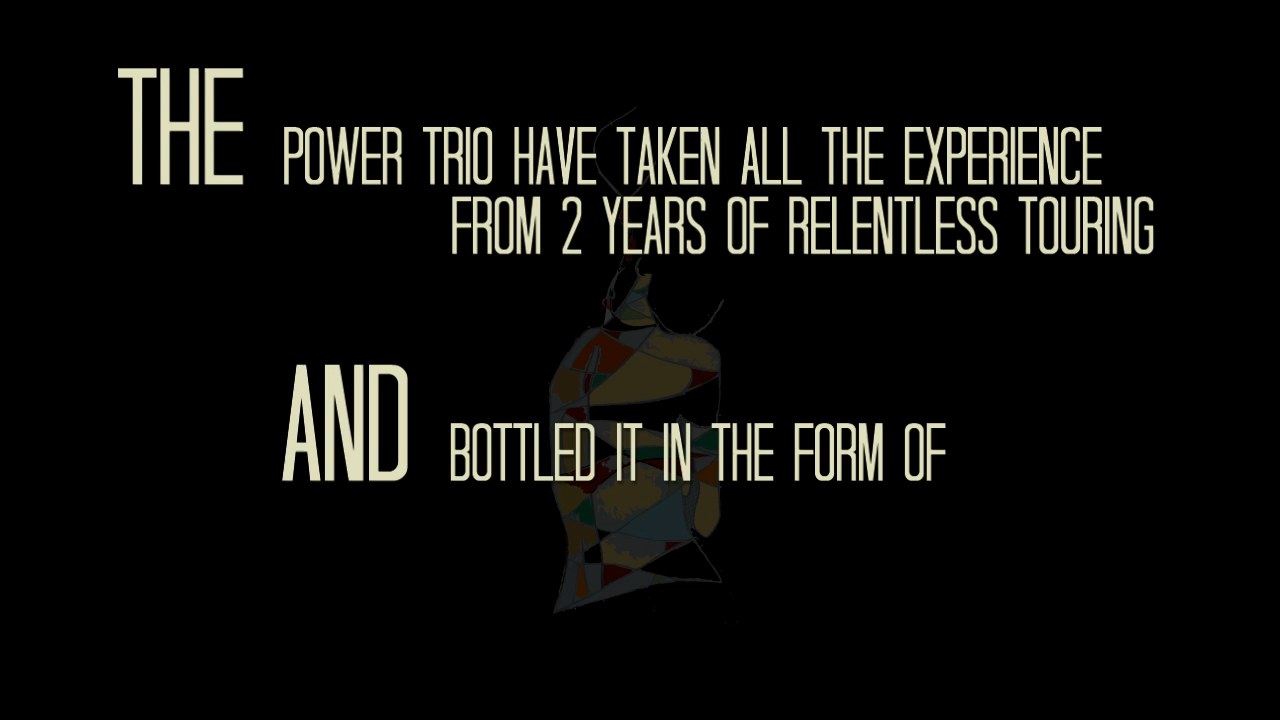 THE POWER TRIO HAVE TAKEN ALL THE EXPERIENCE
FROM 2 YEARS OF RELENTLESS TOURING
AND BOTTLED IT IN THE FORM OF